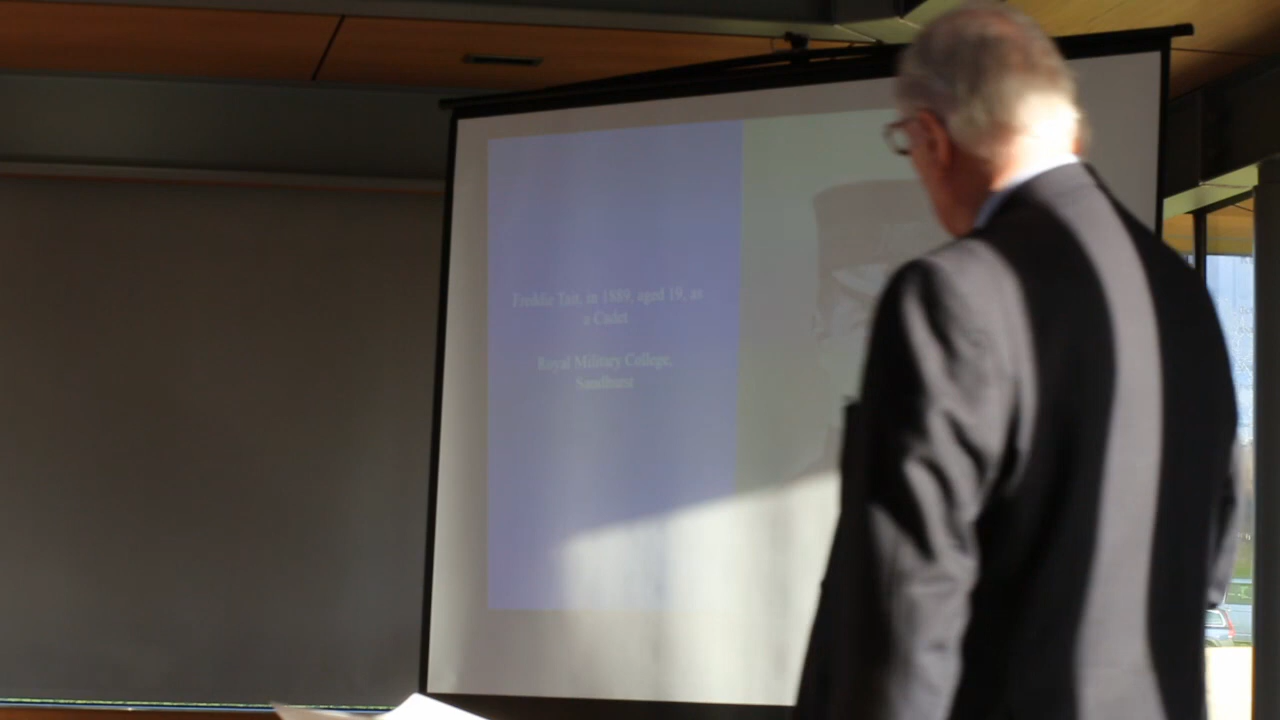 Freddie Tait, in 1889, aged 19, as
a Cadet
Royal Military College,
Sandhurst